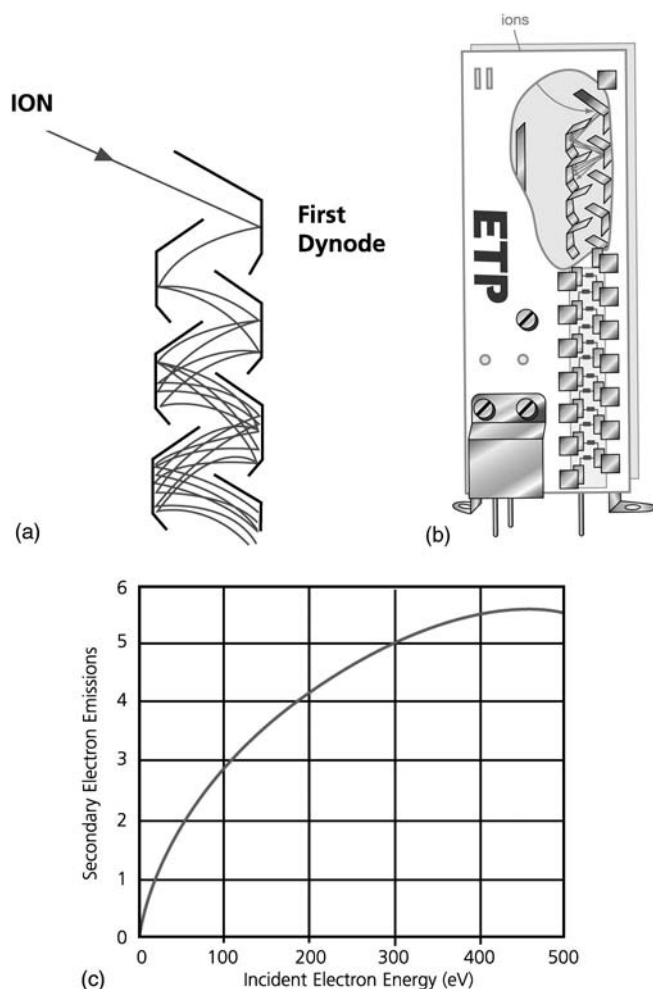 ION
First
Dynode
(a)
ions
ETP
(b)
Secondary Electron Emissions
6
5
4
3
2
1
0
0 100 200 300 400 500
Incident Electron Energy (eV)
(c)